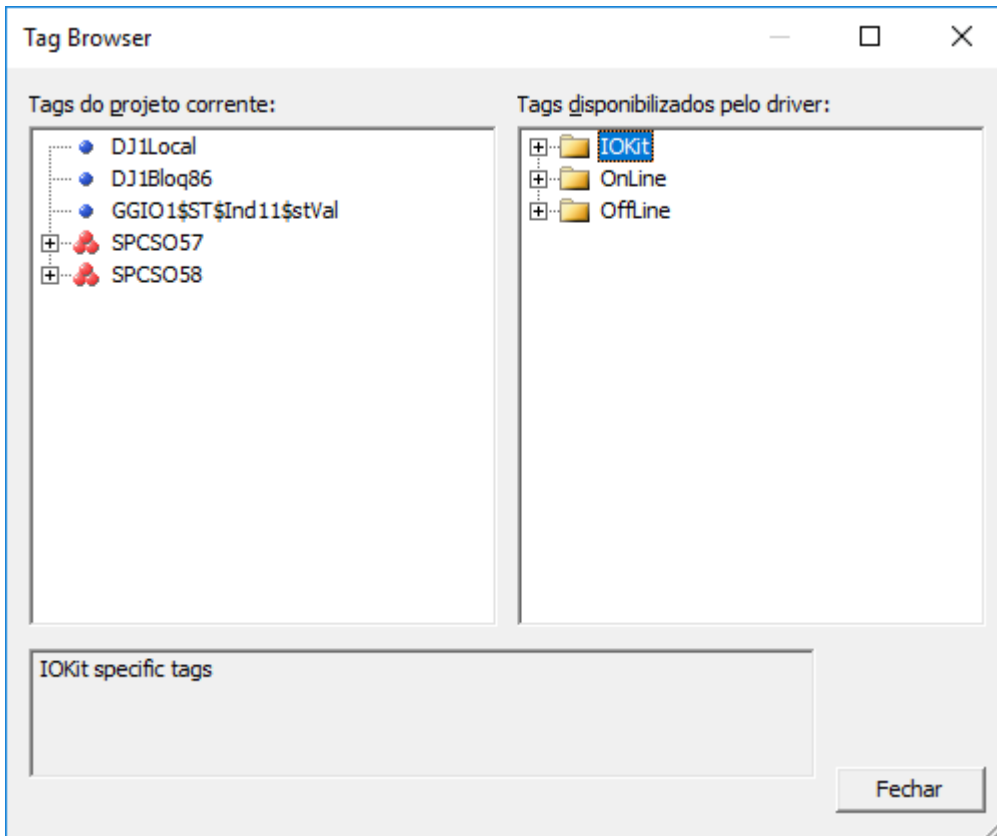 Tag Browser
Tags do projeto corrente:
DJ1Local
DJ1Bloq86
GGIO1$ST$Ind11$stVal
SPCSO57
SPCSO58
Tags disponibilizados pelo driver:
IOKit
OnLine
OffLine
IOKit specific tags
Fechar